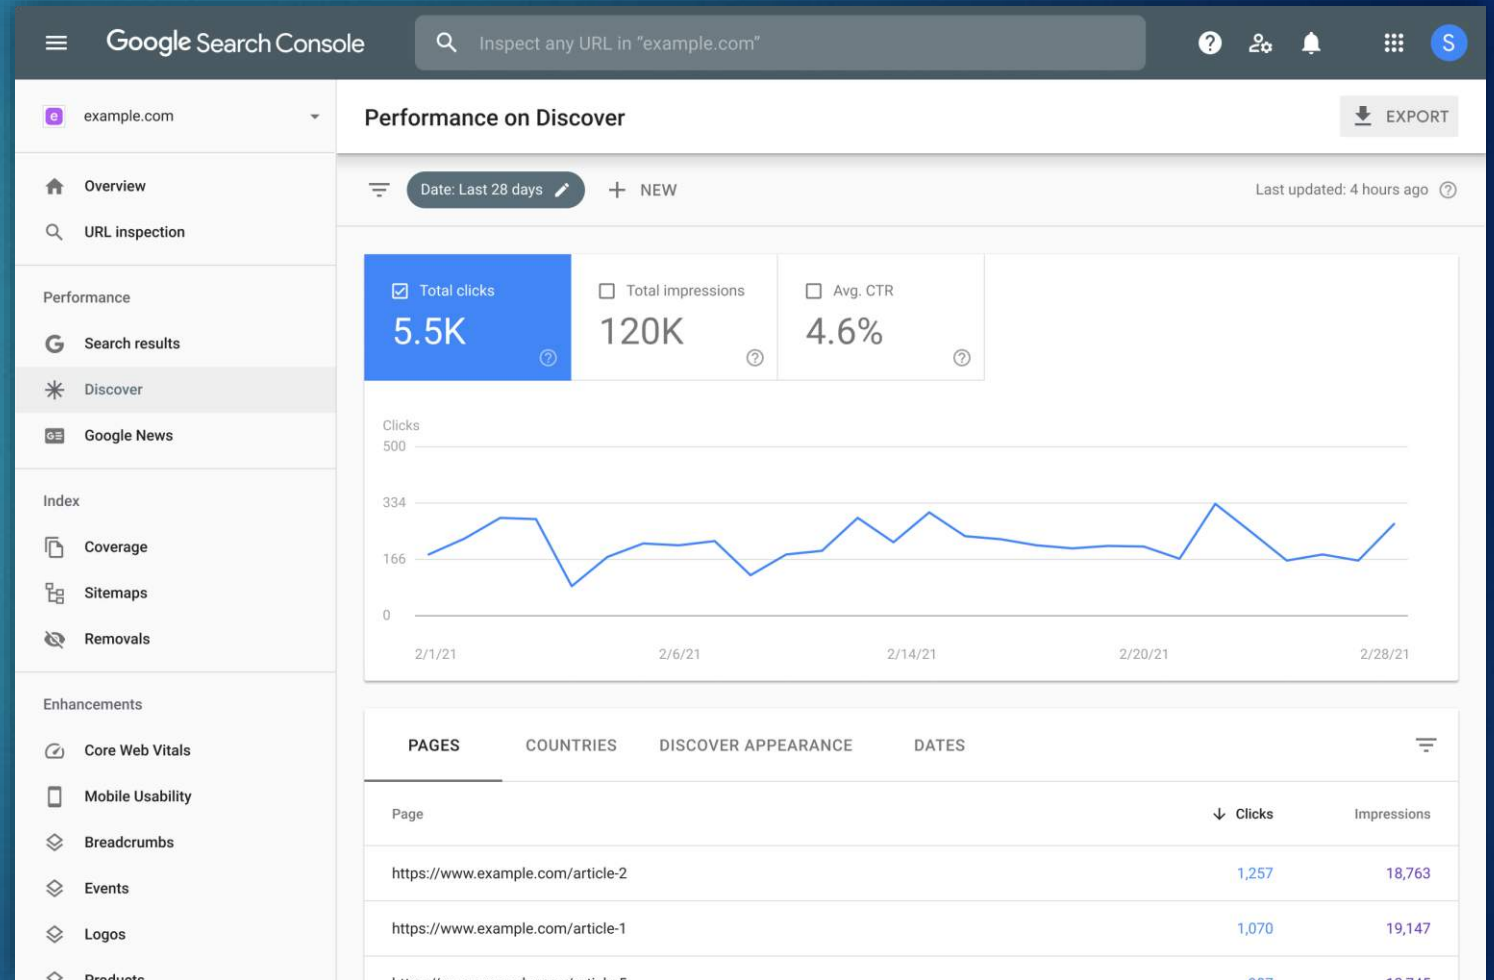 Google Search Console
Inspect any URL in “example.com”
S
e example.com
Performance on Discover
EXPORT
Overview
URL inspection
Date: Last 28 days
NEW
Last updated: 4 hours ago
Performance
Search results
Discover
Google News
Index
Coverage
Sitemaps
Removals
Enhancements
Core Web Vitals
Mobile Usability
Breadcrumbs
Events
Logos
Products
Total clicks
5.5K
Total impressions
120K
Avg. CTR
4.6%
Clicks
500
334
166
0
2/1/21 2/6/21 2/14/21 2/20/21 2/28/21
PAGES COUNTRIES DISCOVER APPEARANCE DATES
Page Clicks Impressions
https://www.example.com/article-2 1,257 18,763
https://www.example.com/article-1 1,070 19,147